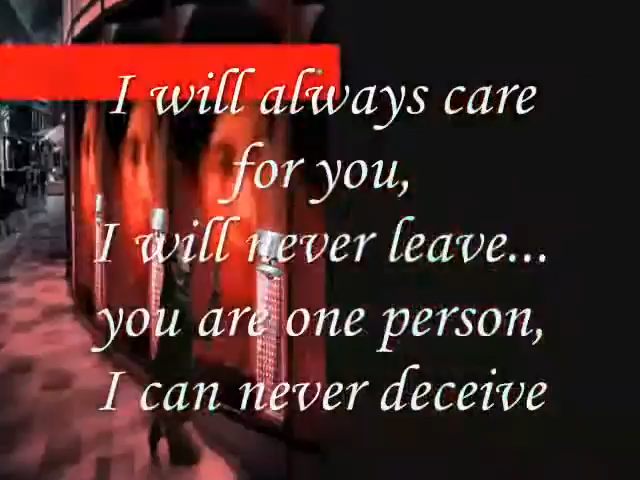 I will always care
for you,
I will never leave...
you are one person,
I can never deceive